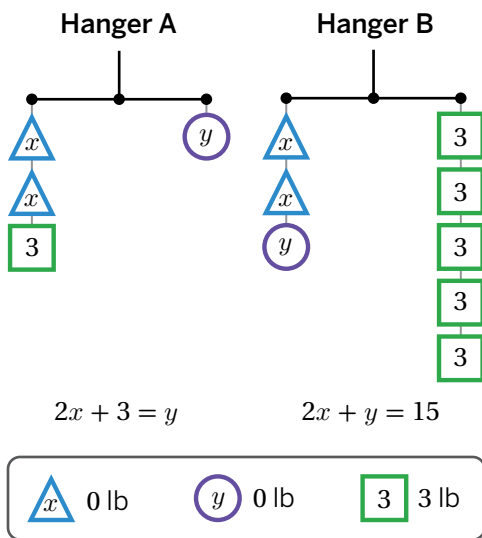 Hanger A
x
x
3
y
2x + 3 = y
Hanger B
x
x
y
3
3
3
3
3
2x + y = 15
x 0 lb
y 0 lb
3 3 lb